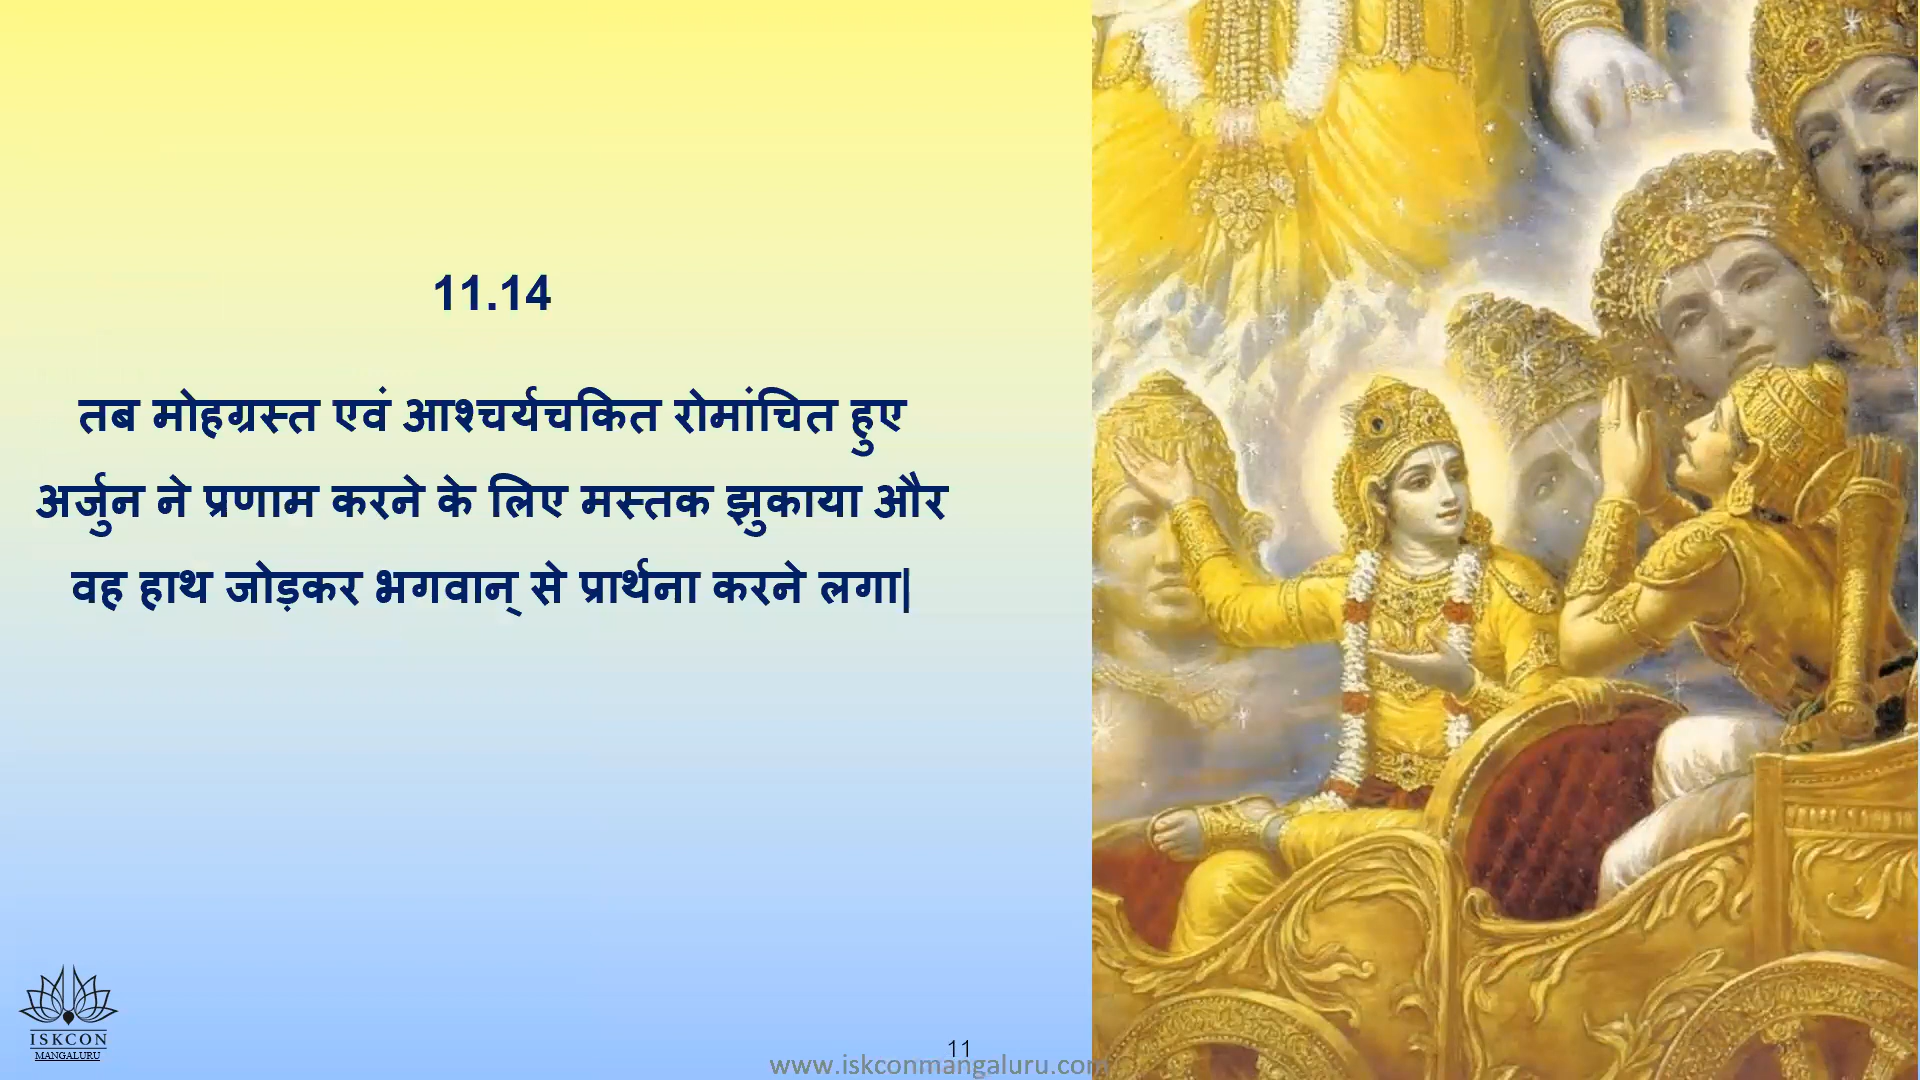 11.14
तब मोहग्रस्त एवं आश्चर्यचकित रोमांचित हुए
अर्जुन ने प्रणाम करने के लिए मस्तक झुकाया और
वह हाथ जोड़कर भगवान् से प्रार्थना करने लगा|
ISKCON
MANGALURU
11
www.iskconmangaluru.com